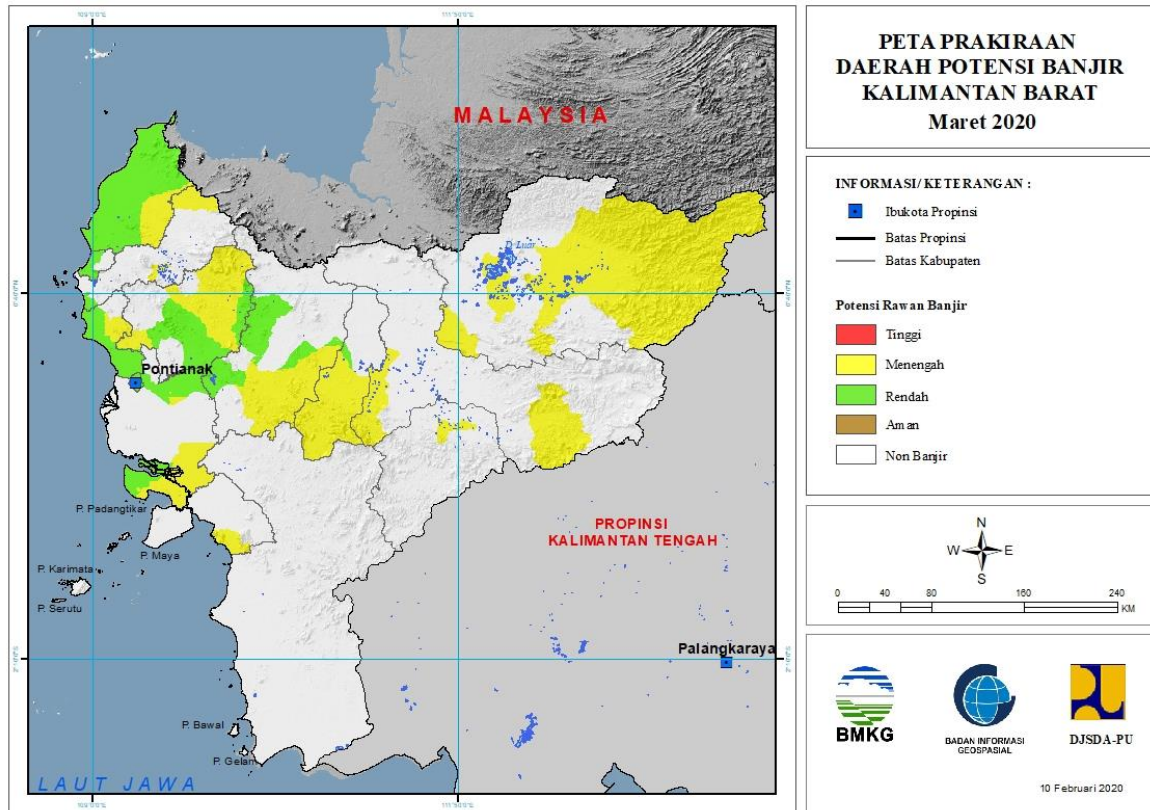 PETA PRAKIRAAN
DAERAH POTENSI BANJIR
KALIMANTAN BARAT
Maret 2020
INFORMASI/ KETERANGAN :
Ibukota Propinsi
Batas Propinsi
Batas Kabupaten
Potensi Rawan Banjir
Tinggi
Menengah
Rendah
Aman
Non Banjir
N
W E
S
0 40 80 160 240
KM
BMKG
BADAN INFORMASI
GEOSPASIAL
DJSDA-PU
10 Februari 2020
MALAYSIA
D. Luar
Pontianak
P. Padangtikar
P. Maya
P. Karimata
P. Serutu
PROPINSI
KALIMANTAN TENGAH
Palangkaraya
P. Bawal
P. Gelam
LAUT JAWA